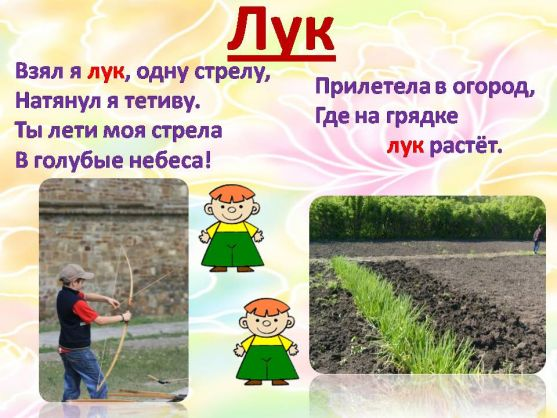 Лук
Взял я лук, одну стрелу,
Натянул я тетиву.
Ты лети моя стрела
В голубые небеса!
Прилетела в огород,
Где на грядке
лук растёт.